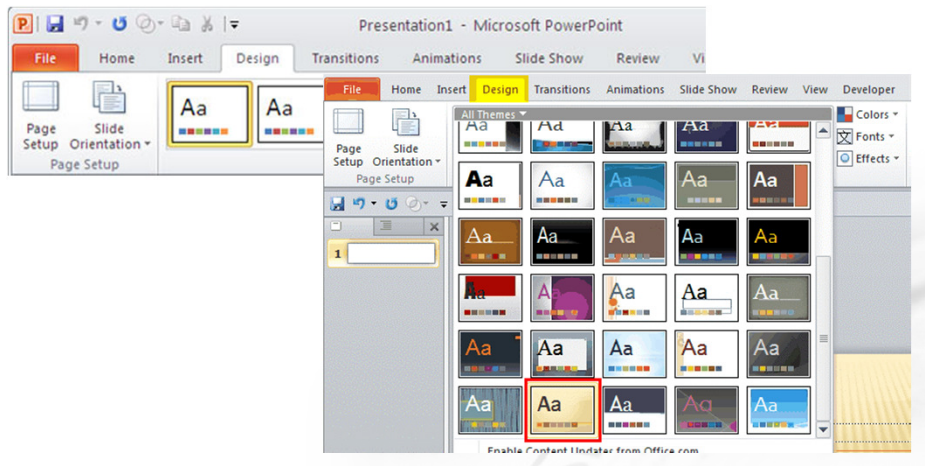 Presentation1 - Microsoft PowerPoint
File Home Insert Design Transitions Animations Slide Show Review Vi
Aa Aa
Page Setup
Slide Orientation
Page Setup
File Home Insert Design Transitions Animations Slide Show Review View Developer
Page Setup
Slide Orientation
Page Setup
All Themes
Aa Aa Aa Aa Aa
Aa Aa Aa Aa Aa
Aa Aa Aa Aa Aa
Aa Aa Aa Aa Aa
Aa Aa Aa Aa Aa
Aa Aa Aa Aa Aa
Enable Content Updates from Office.com
Colors
Fonts
Effects
1